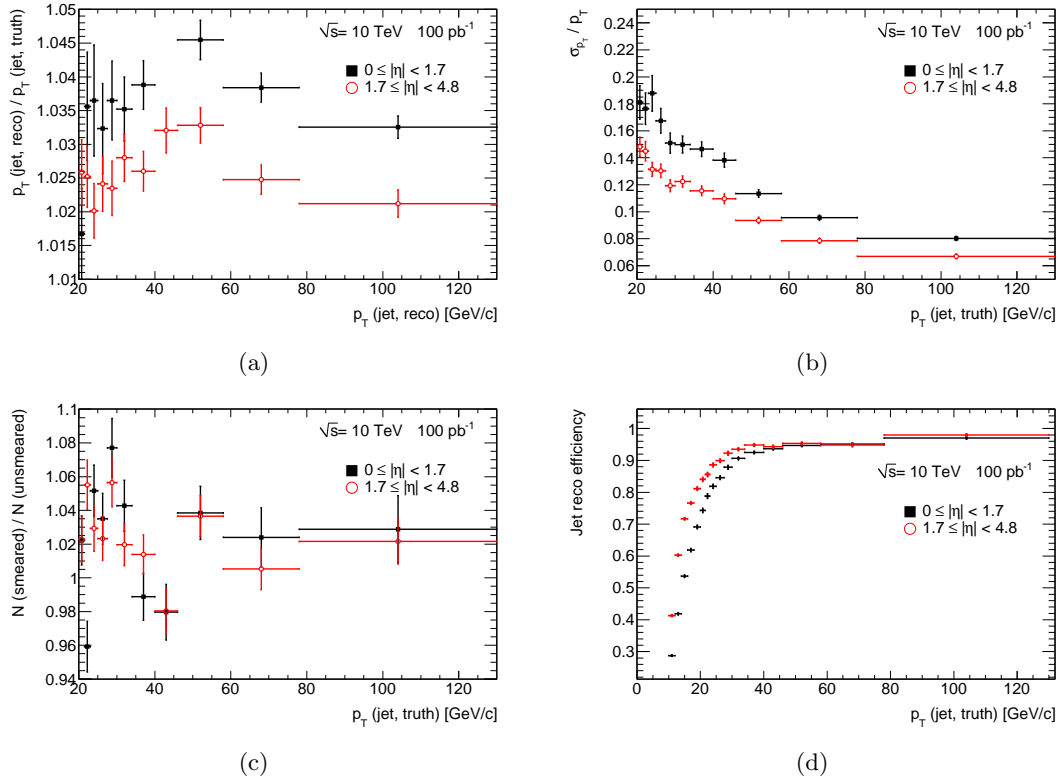 p_T (jet, reco) / p_T (jet, truth)
1.05
1.045
1.04
1.035
1.03
1.025
1.02
1.015
1.01
√s= 10 TeV 100 pb⁻¹
0 ≤ |η| < 1.7
1.7 ≤ |η| < 4.8
20 40 60 80 100 120
p_T (jet, reco) [GeV/c]
(a)
σ_{p_T} / p_T
0.24
0.22
0.2
0.18
0.16
0.14
0.12
0.1
0.08
0.06
√s= 10 TeV 100 pb⁻¹
0 ≤ |η| < 1.7
1.7 ≤ |η| < 4.8
20 40 60 80 100 120
p_T (jet, truth) [GeV/c]
(b)
N (smeared) / N (unsmeared)
1.1
1.08
1.06
1.04
1.02
1
0.98
0.96
0.94
√s= 10 TeV 100 pb⁻¹
0 ≤ |η| < 1.7
1.7 ≤ |η| < 4.8
20 40 60 80 100 120
p_T (jet, truth) [GeV/c]
(c)
Jet reco efficiency
1
0.9
0.8
0.7
0.6
0.5
0.4
0.3
√s= 10 TeV 100 pb⁻¹
0 ≤ |η| < 1.7
1.7 ≤ |η| < 4.8
0 20 40 60 80 100 120
p_T (jet, truth) [GeV/c]
(d)